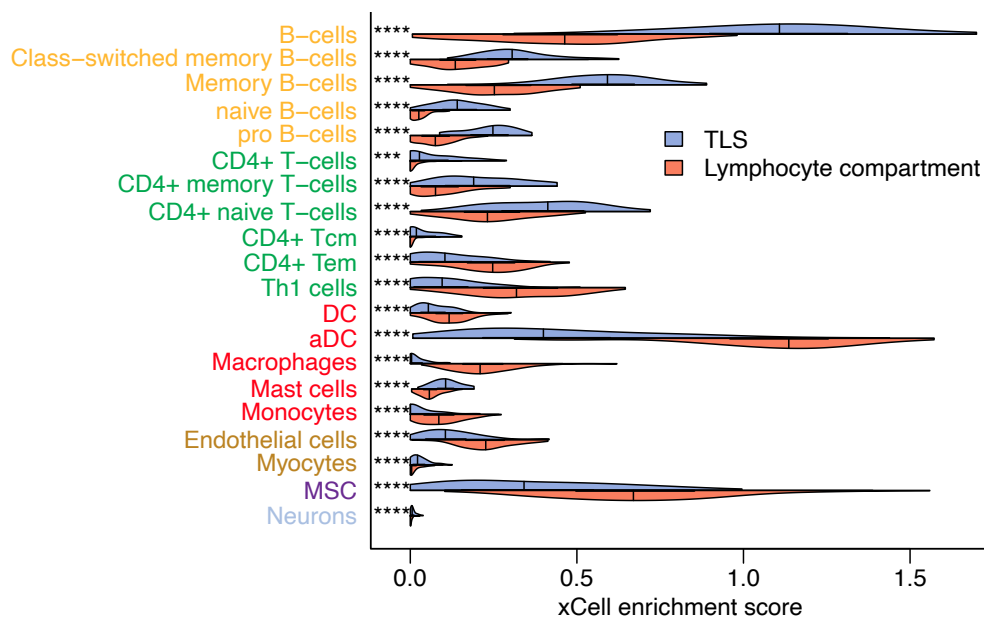 B−cells ****
Class−switched memory B−cells ****
Memory B−cells ****
naive B−cells ****
pro B−cells ****
CD4+ T−cells ***
CD4+ memory T−cells ****
CD4+ naive T−cells ****
CD4+ Tcm ****
CD4+ Tem ****
Th1 cells ****
DC ****
aDC ****
Macrophages ****
Mast cells ****
Monocytes ****
Endothelial cells ****
Myocytes ****
MSC ****
Neurons ****
TLS
Lymphocyte compartment
0.0 0.5 1.0 1.5
xCell enrichment score